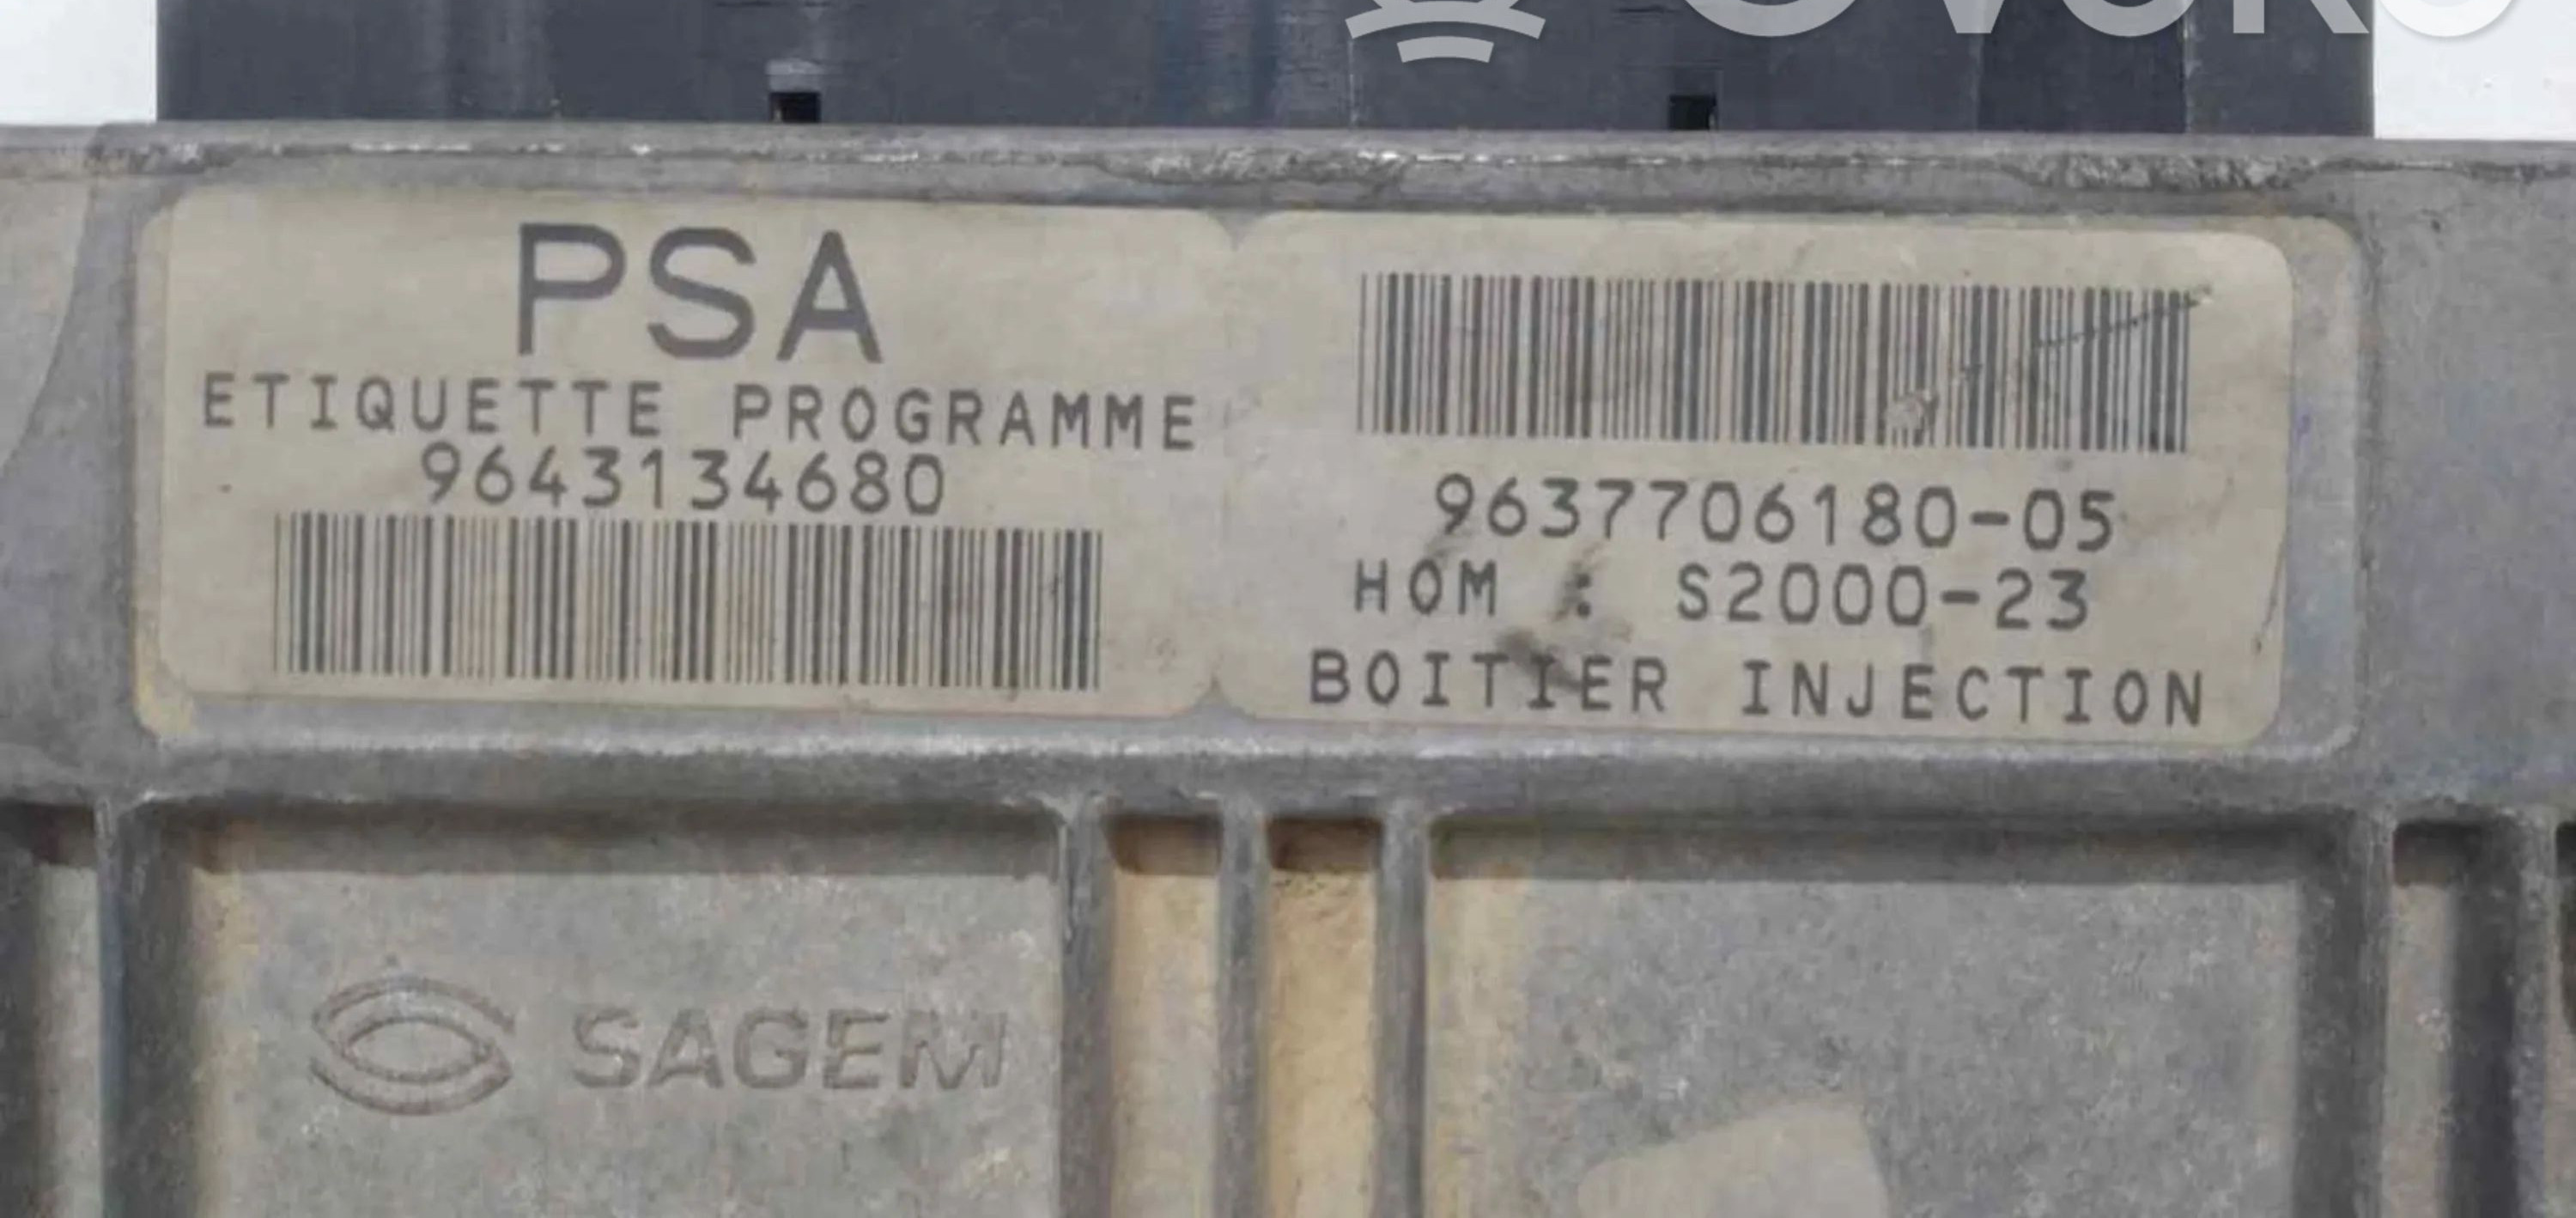 PSA
ETIQUETTE PROGRAMME
9643134680
9637706180-05
HOM : S2000-23
BOITIER INJECTION
SAGEM